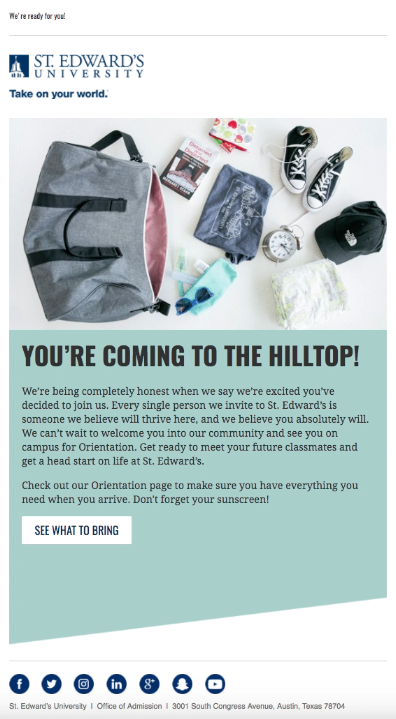 We're ready for you!
ST. EDWARD'S
UNIVERSITY
Take on your world.
YOU'RE COMING TO THE HILLTOP!
We're being completely honest when we say we're excited you've
decided to join us. Every single person we invite to St. Edward's is
someone we believe will thrive here, and we believe you absolutely will.
We can't wait to welcome you into our community and see you on
campus for Orientation. Get ready to meet your future classmates and
get a head start on life at St. Edward's.
Check out our Orientation page to make sure you have everything you
need when you arrive. Don't forget your sunscreen!
SEE WHAT TO BRING
St. Edward's University | Office of Admission | 3001 South Congress Avenue, Austin, Texas 78704